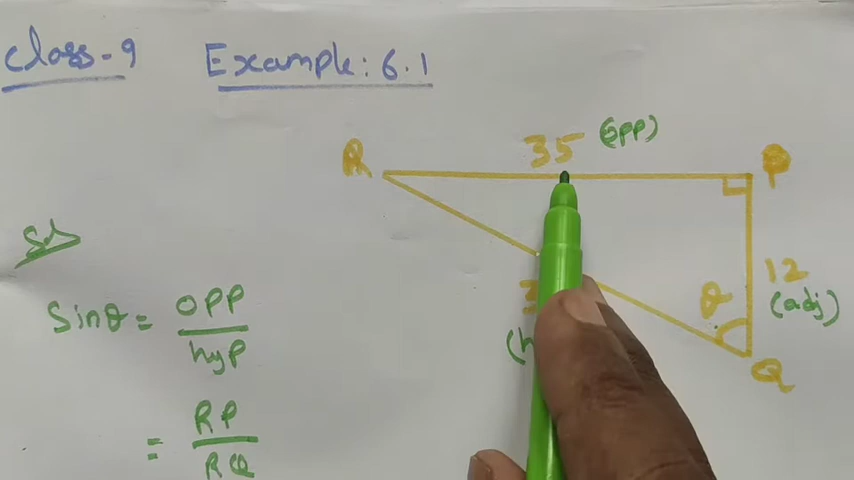 Class-9 Example: 6.1
35 (opp)
R P
Sol
12
θ (adj)
Sinθ = opp
hyp
Q
= RP
RQ